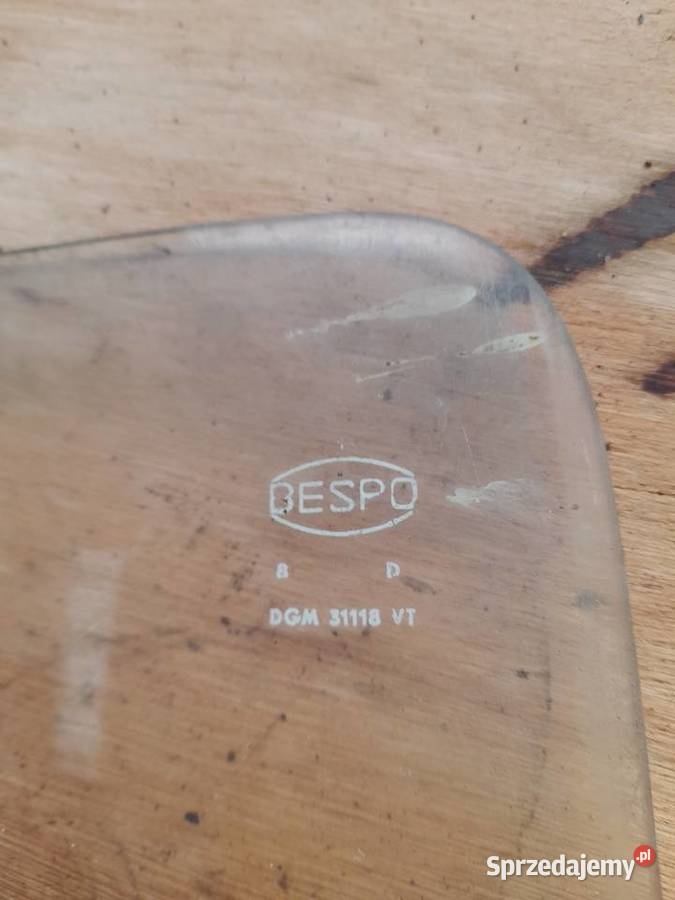 BESPO
8 D
DGM 31118 VT
Sprzedajemy.pl